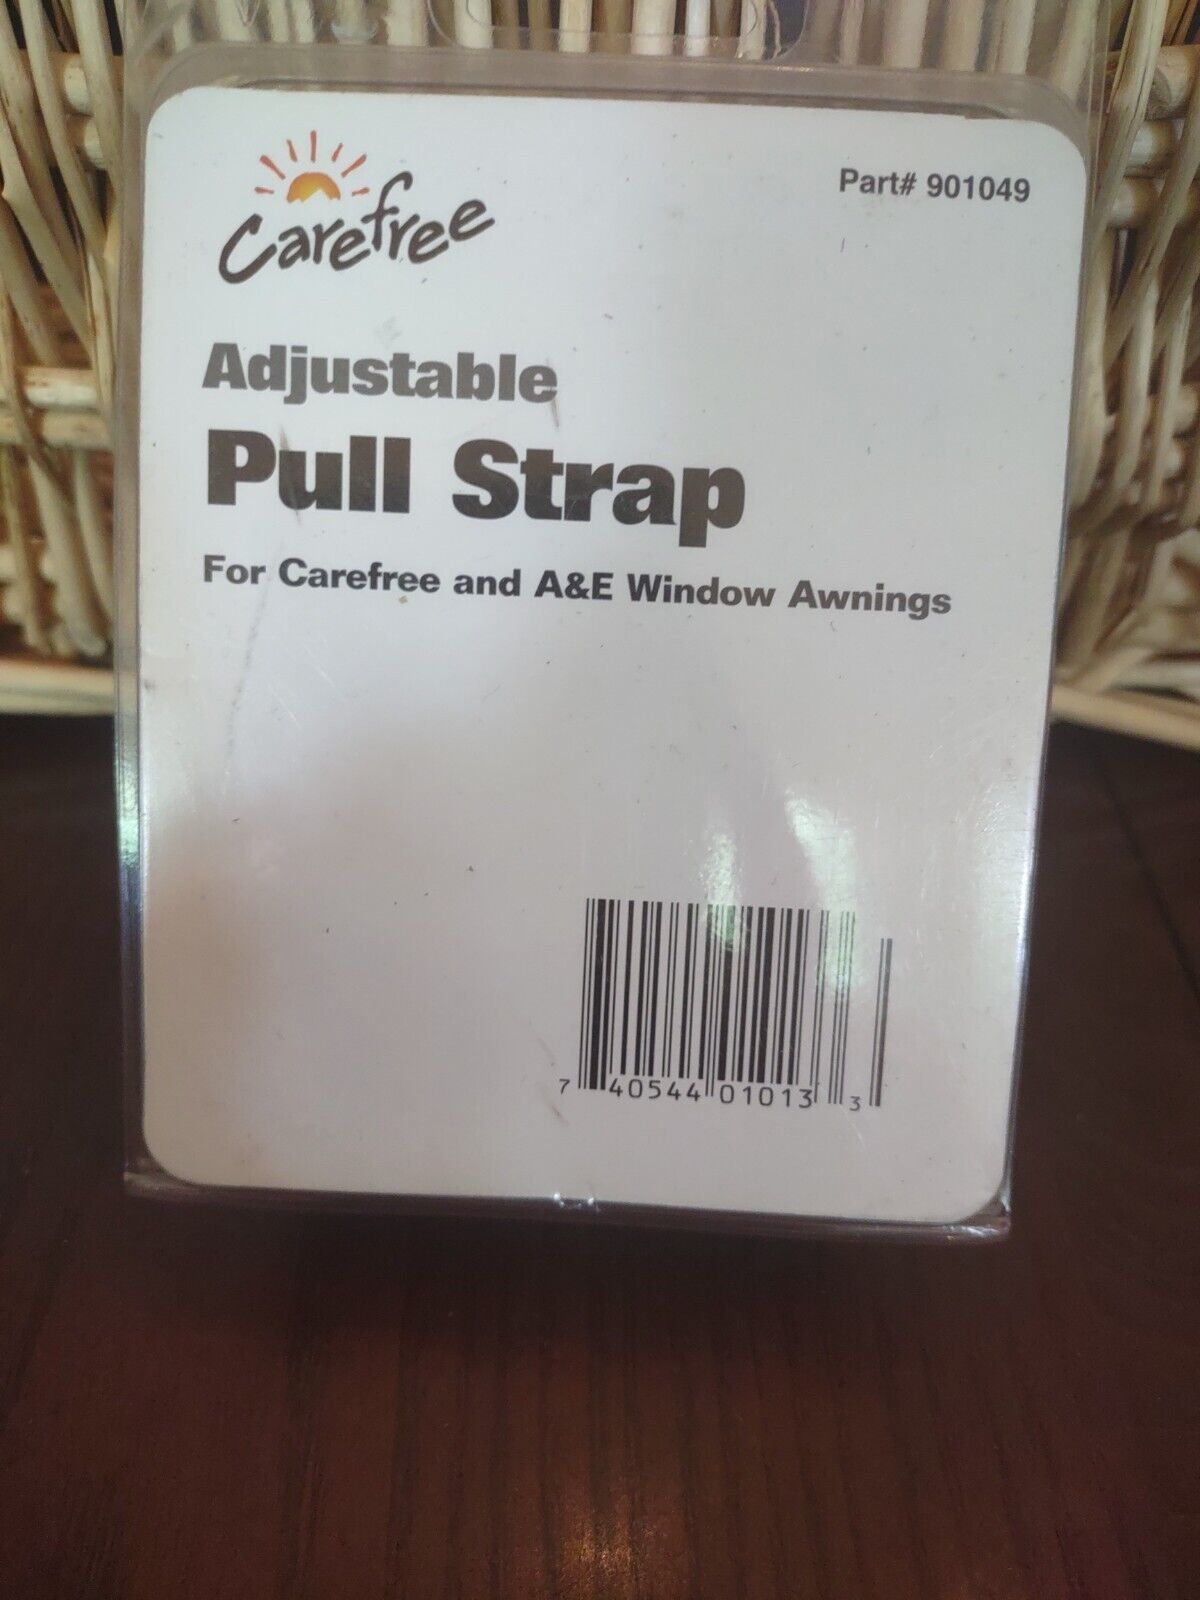 Carefree
Part# 901049
Adjustable
Pull Strap
For Carefree and A&E Window Awnings
7 40544 01013 3